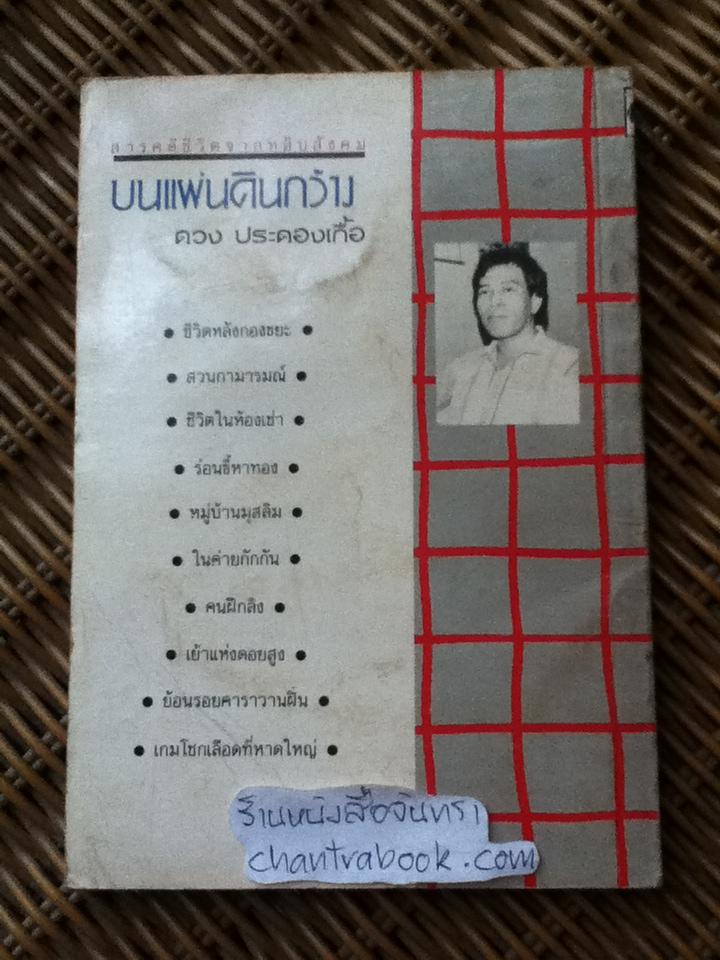 สารคดีชีวิตจากหลืบสังคม
บนแผ่นดินกว้าง
ดวง ประดองเกื้อ
● ชีวิตหลังกองขยะ ●
● สวนกามารมณ์ ●
● ชีวิตในห้องเช่า ●
● ร่อนขี้หาทอง ●
● หมู่บ้านมุสลิม ●
● ในค่ายกักกัน ●
● คนฝึกลิง ●
● เย้าแห่งดอยสูง ●
● ย้อนรอยคาราวานฝิ่น ●
● เกมโชกเลือดที่หาดใหญ่ ●
ร้านหนังสือจันทรา
chantrabook.com